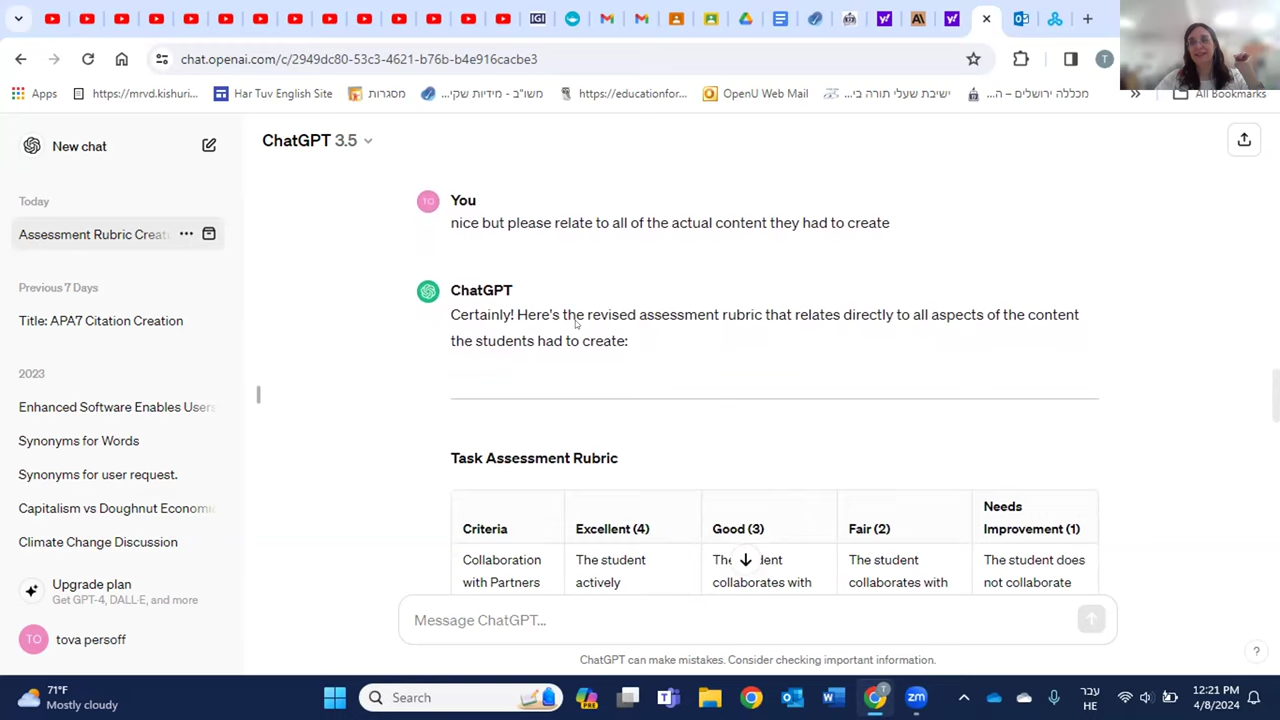 chat.openai.com/c/2949dc80-53c3-4621-b76b-b4e916cacbe3
T
Apps
https://mrvd.kishuri...
Har Tuv English Site
מסגרות
משו"ב - מידיות שקי...
https://educationfor...
OpenU Web Mail
ישיבת שעלי תורה בי...
מכללה ירושלים – ה...
»
All Bookmarks
New chat
ChatGPT 3.5
Today
Assessment Rubric Creat
Previous 7 Days
Title: APA7 Citation Creation
2023
Enhanced Software Enables Users
Synonyms for Words
Synonyms for user request.
Capitalism vs Doughnut Economi
Climate Change Discussion
Upgrade plan
Get GPT-4, DALL·E, and more
TO
tova persoff
TO
You
nice but please relate to all of the actual content they had to create
ChatGPT
Certainly! Here's the revised assessment rubric that relates directly to all aspects of the content
the students had to create:
Task Assessment Rubric
Criteria
Excellent (4)
Good (3)
Fair (2)
Needs
Improvement (1)
Collaboration
with Partners
The student
actively
collaborates with
The student
collaborates with
The student does
not collaborate
Message ChatGPT...
ChatGPT can make mistakes. Consider checking important information.
?
71°F
Mostly cloudy
Search
PRE
zm
עבר
HE
12:21 PM
4/8/2024